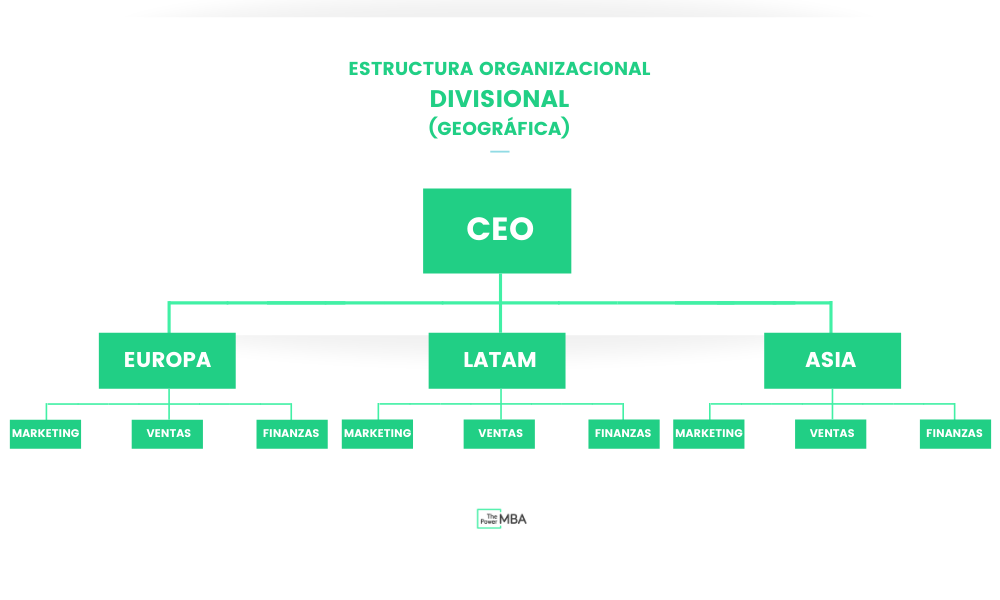 ESTRUCTURA ORGANIZACIONAL
DIVISIONAL
(GEOGRÁFICA)
CEO
EUROPA
LATAM
ASIA
MARKETING
VENTAS
FINANZAS
MARKETING
VENTAS
FINANZAS
MARKETING
VENTAS
FINANZAS
The
Power MBA